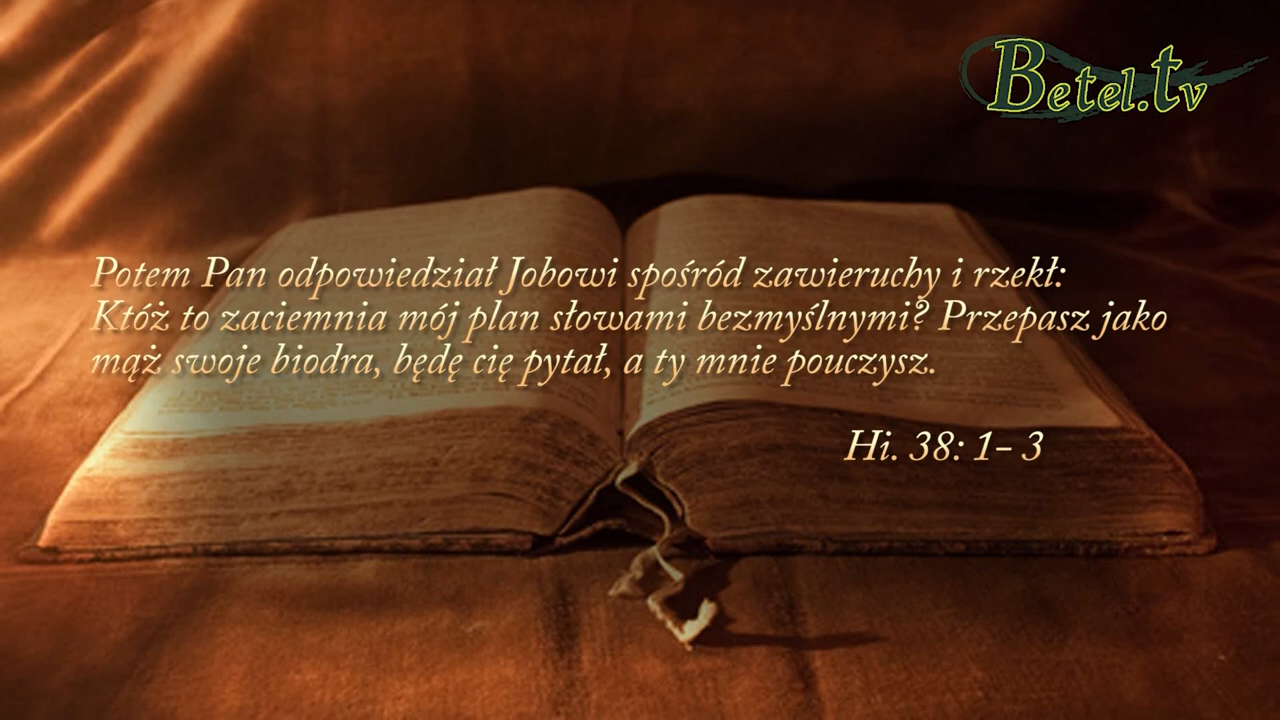 Betel.tv
Potem Pan odpowiedział Jobowi spośród zawieruchy i rzekł:
Któż to zaciemnia mój plan słowami bezmyślnymi? Przepasz jako
mąż swoje biodra, będę cię pytał, a ty mnie pouczysz.
Hi. 38: 1- 3